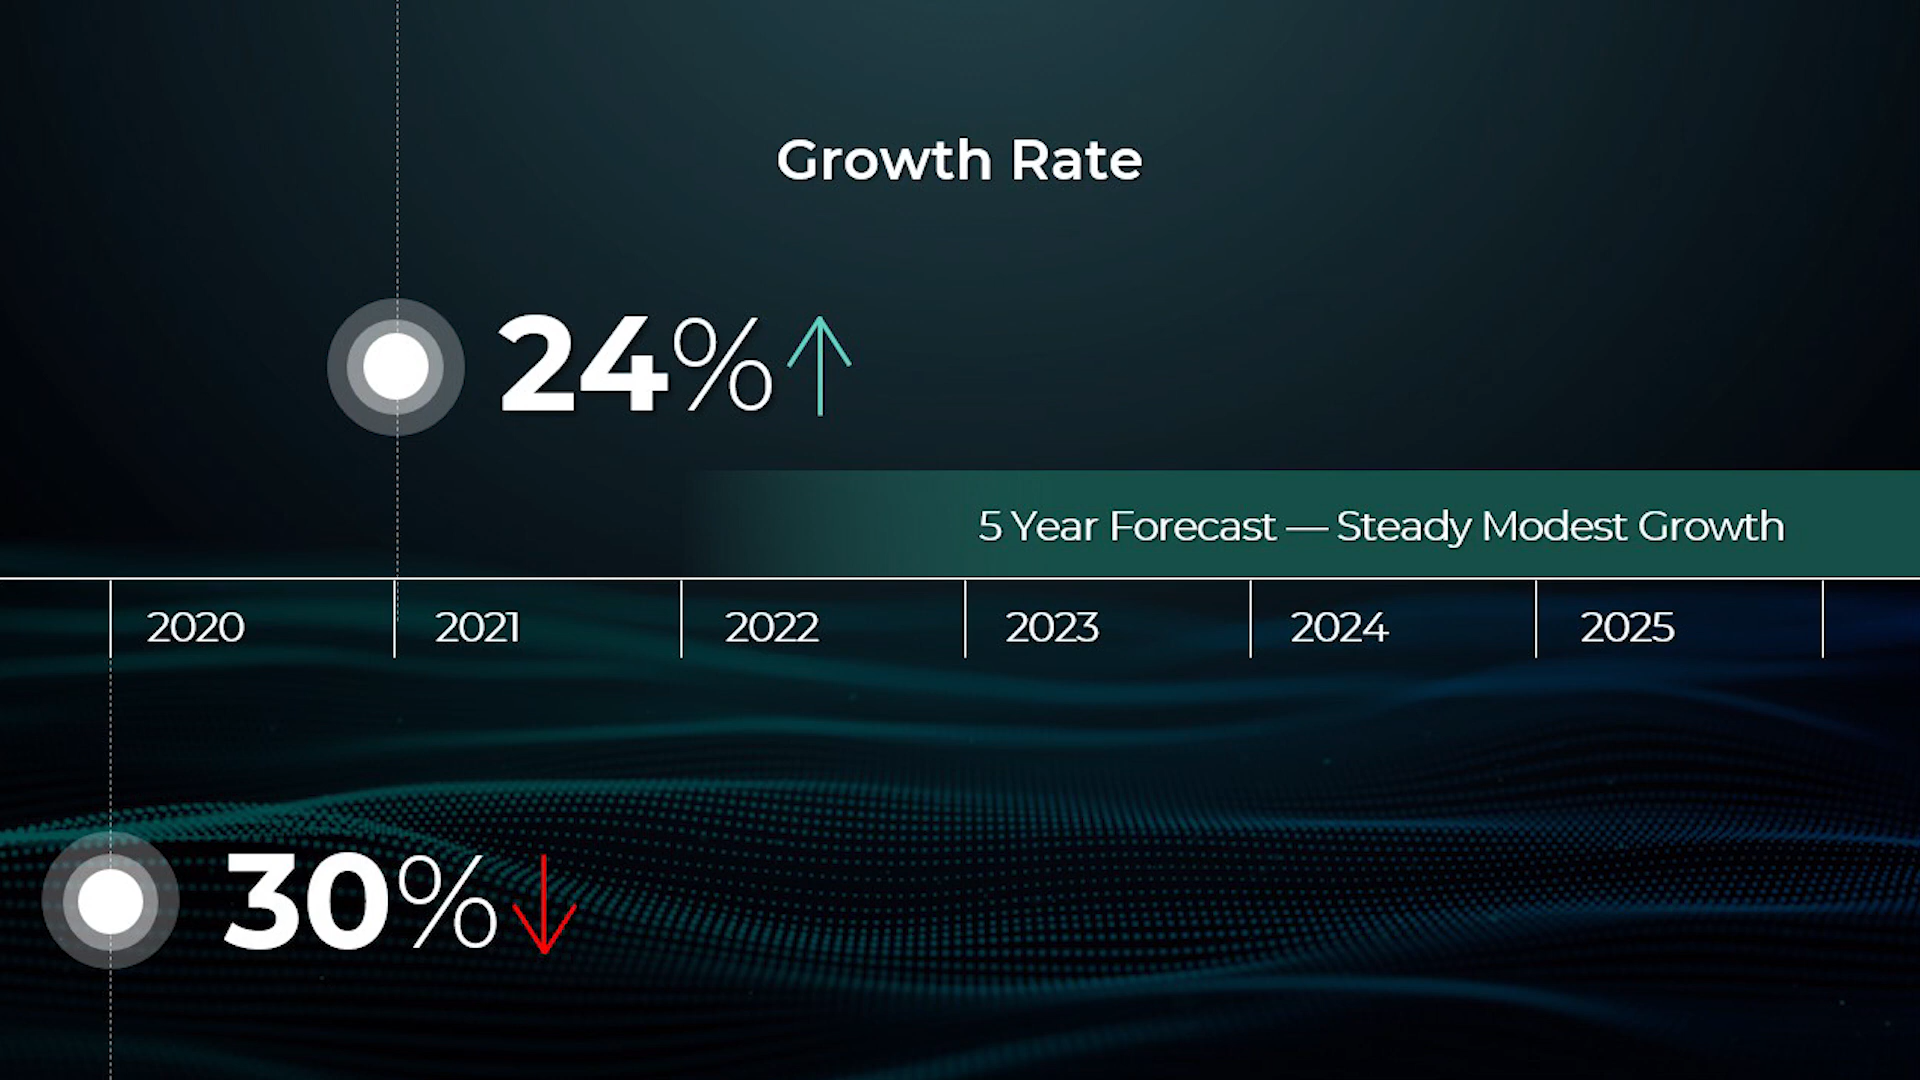 Growth Rate
24%↑
5 Year Forecast — Steady Modest Growth
2020 2021 2022 2023 2024 2025
30%↓